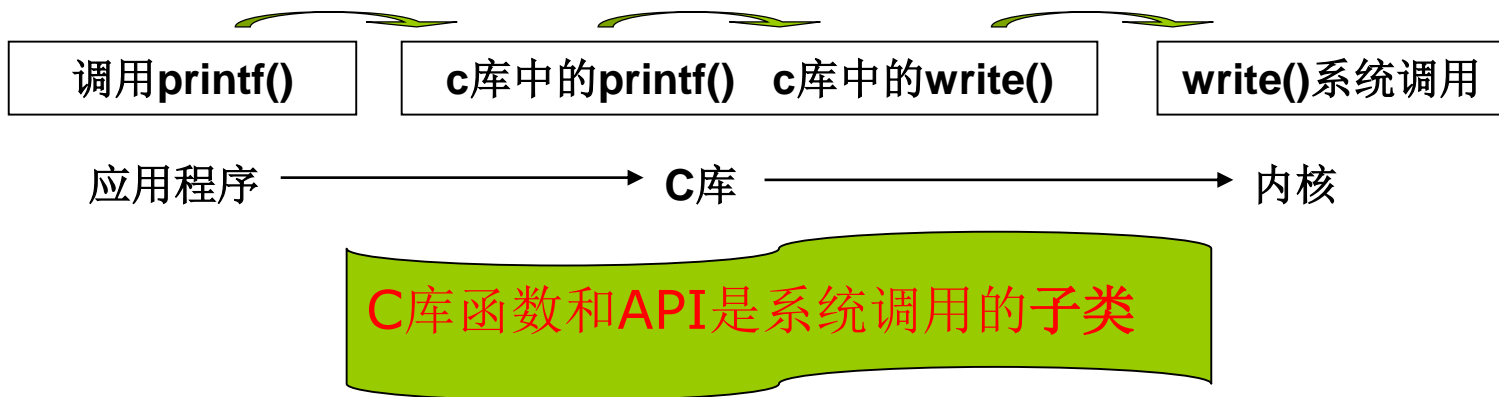 调用printf() c库中的printf() c库中的write() write()系统调用
应用程序 C库 内核
C库函数和API是系统调用的子类